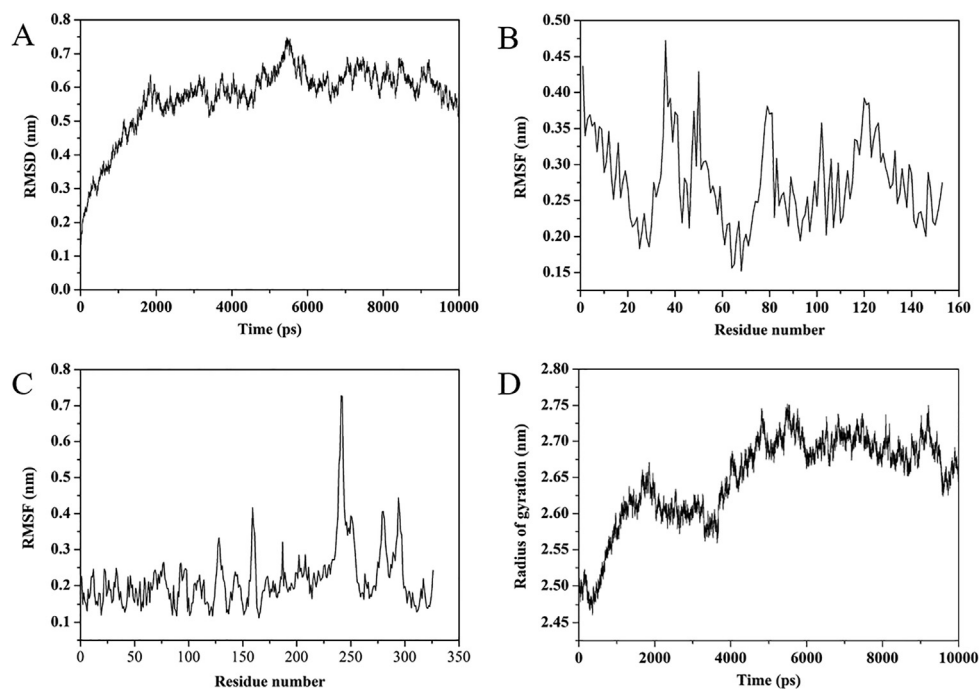 A
RMSD (nm)
0.8
0.7
0.6
0.5
0.4
0.3
0.2
0.1
0.0
0 2000 4000 6000 8000 10000
Time (ps)
B
RMSF (nm)
0.50
0.45
0.40
0.35
0.30
0.25
0.20
0.15
0 20 40 60 80 100 120 140 160
Residue number
C
RMSF (nm)
0.8
0.7
0.6
0.5
0.4
0.3
0.2
0.1
0 50 100 150 200 250 300 350
Residue number
D
Radius of gyration (nm)
2.80
2.75
2.70
2.65
2.60
2.55
2.50
2.45
0 2000 4000 6000 8000 10000
Time (ps)